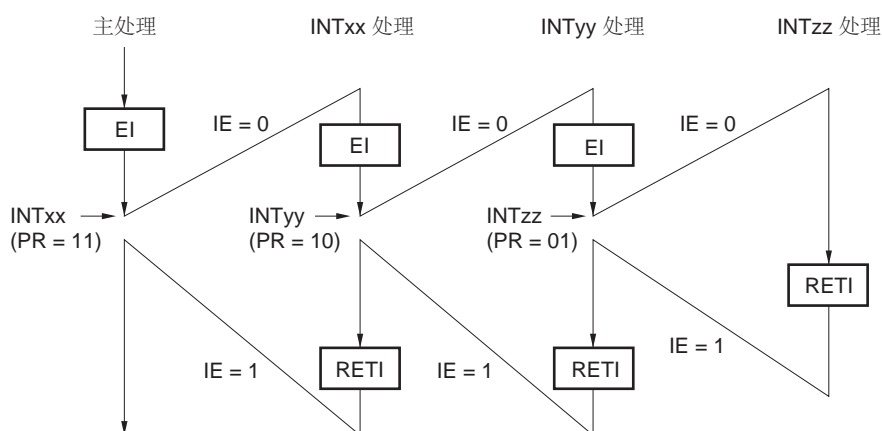 主处理
INTxx 处理
INTyy 处理
INTzz 处理
EI
IE = 0
EI
IE = 0
EI
IE = 0
INTxx
(PR = 11)
INTyy
(PR = 10)
INTzz
(PR = 01)
RETI
IE = 1
RETI
IE = 1
RETI
IE = 1